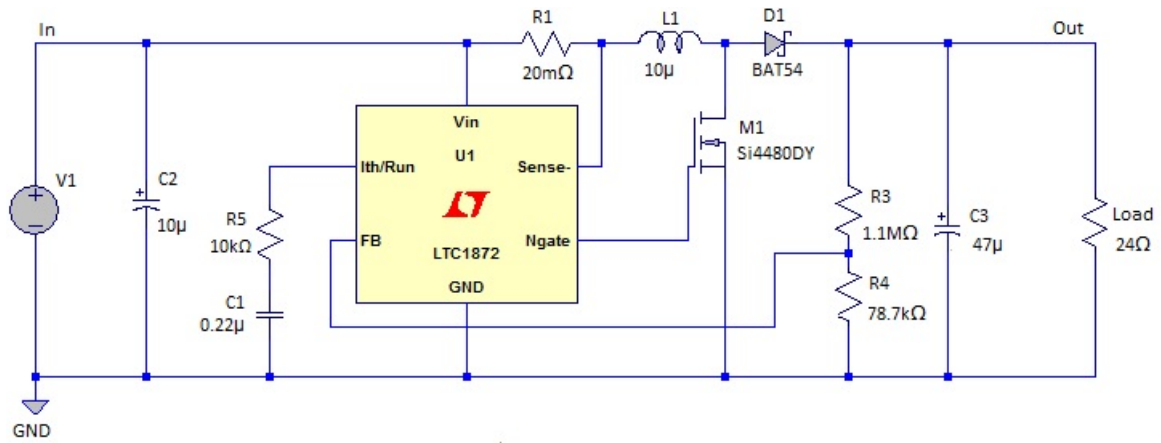 In
R1
20mΩ
L1
10µ
D1
BAT54
Out
Vin
U1
Ith/Run
Sense-
M1
Si4480DY
V1
C2
10µ
R5
10kΩ
FB
Ngate
LTC1872
GND
R3
1.1MΩ
C3
47µ
Load
24Ω
R4
78.7kΩ
C1
0.22µ
GND